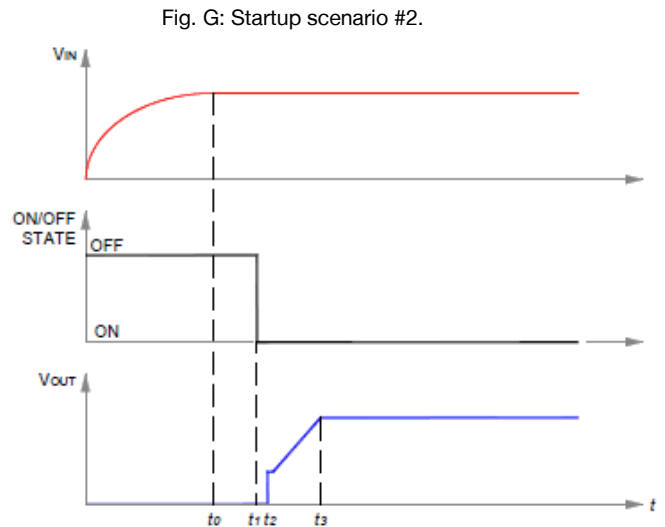 Fig. G: Startup scenario #2.
VIN
ON/OFF
STATE
OFF
ON
VOUT
t0 t1 t2 t3 t